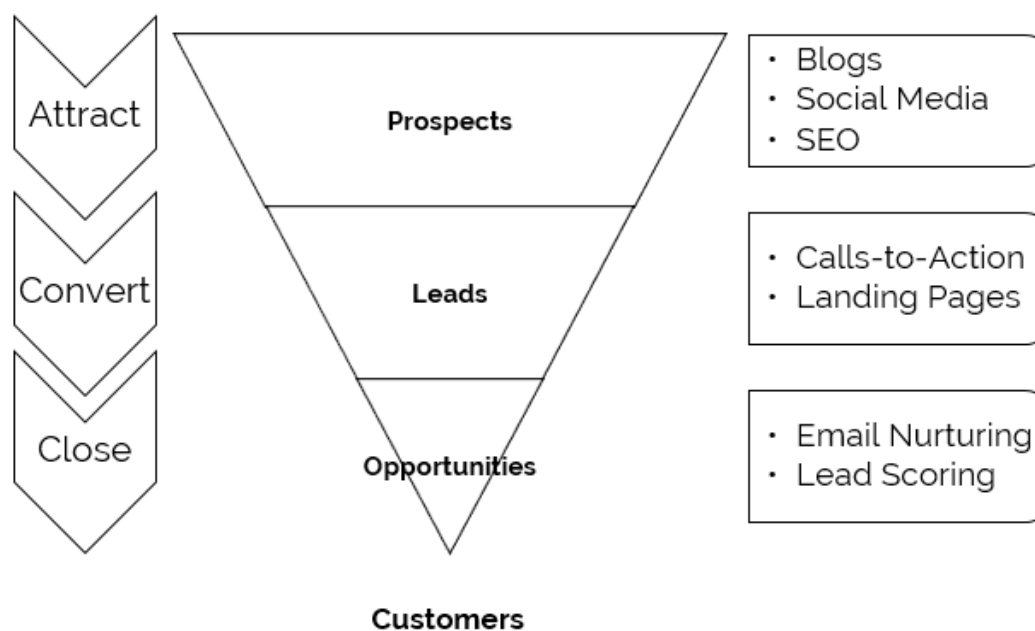 Attract
Prospects
• Blogs
• Social Media
• SEO
Convert
Leads
• Calls-to-Action
• Landing Pages
Close
Opportunities
• Email Nurturing
• Lead Scoring
Customers